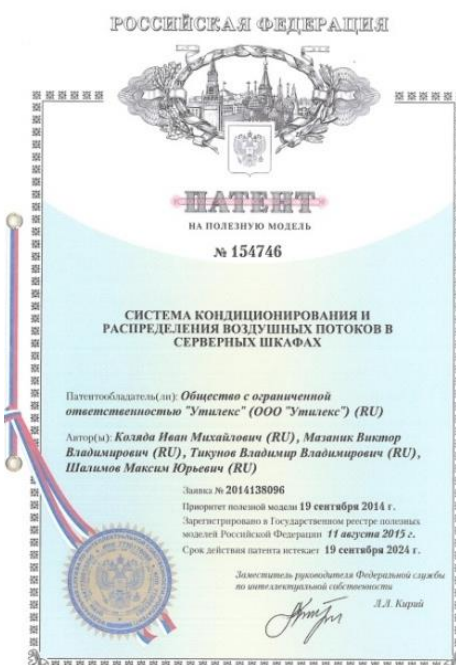 РОССИЙСКАЯ ФЕДЕРАЦИЯ
ПАТЕНТ
НА ПОЛЕЗНУЮ МОДЕЛЬ
№ 154746
СИСТЕМА КОНДИЦИОНИРОВАНИЯ И
РАСПРЕДЕЛЕНИЯ ВОЗДУШНЫХ ПОТОКОВ В
СЕРВЕРНЫХ ШКАФАХ
Патентообладатель(ли): Общество с ограниченной
ответственностью "Утилекс" (ООО "Утилекс") (RU)
Автор(ы): Коляда Иван Михайлович (RU), Мазаник Виктор
Владимирович (RU), Тикунов Владимир Владимирович (RU),
Шалимов Максим Юрьевич (RU)
Заявка № 2014138096
Приоритет полезной модели 19 сентября 2014 г.
Зарегистрировано в Государственном реестре полезных
моделей Российской Федерации 11 августа 2015 г.
Срок действия патента истекает 19 сентября 2024 г.
Заместитель руководителя Федеральной службы
по интеллектуальной собственности
Л.Л. Кирий